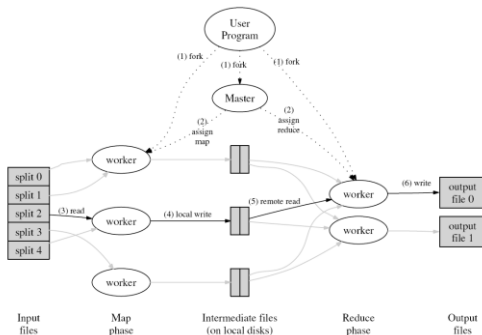 User
Program
(1) fork
(1) fork
(1) fork
Master
(2)
assign
map
(2)
assign
reduce
worker
split 0
split 1
split 2
split 3
split 4
(3) read
worker
(4) local write
(5) remote read
worker
(6) write
output
file 0
worker
output
file 1
worker
Input
files
Map
phase
Intermediate files
(on local disks)
Reduce
phase
Output
files